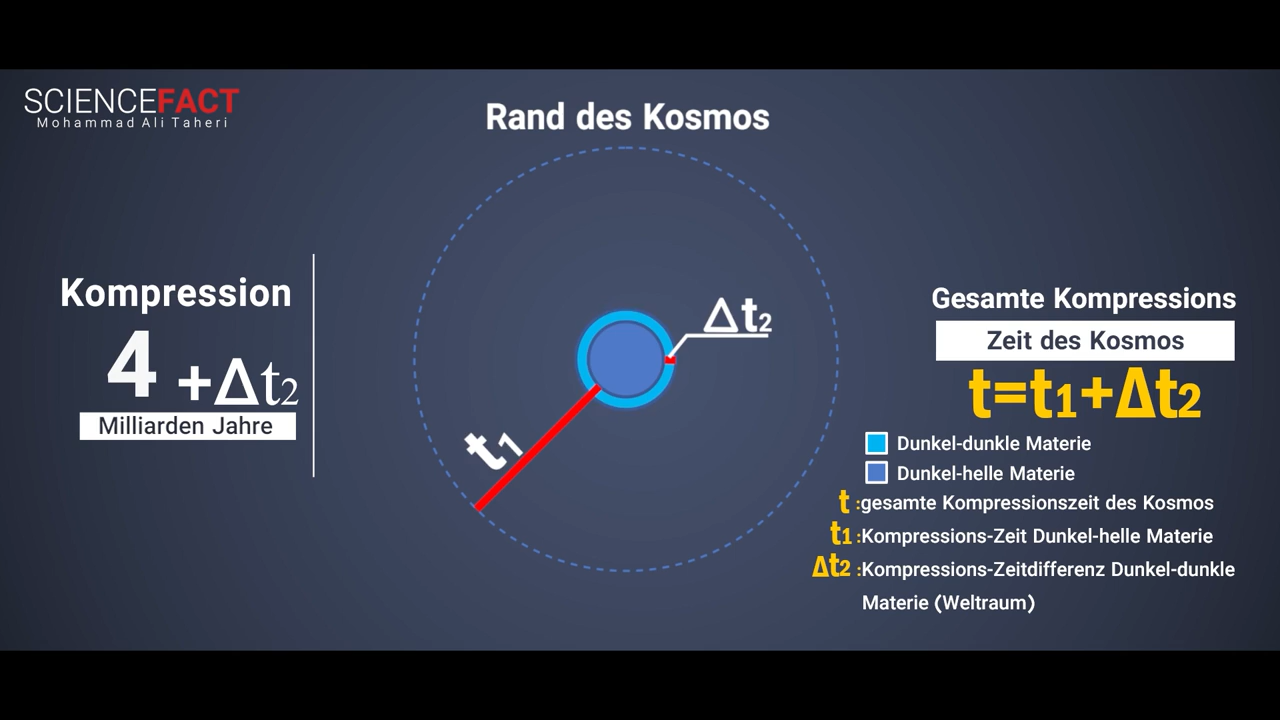 SCIENCEFACT
Mohammad Ali Taheri
Rand des Kosmos
Kompression
4 +Δt2
Milliarden Jahre
Δt2
t1
Gesamte Kompressions
Zeit des Kosmos
t=t1+Δt2
Dunkel-dunkle Materie
Dunkel-helle Materie
t :gesamte Kompressionszeit des Kosmos
t1 :Kompressions-Zeit Dunkel-helle Materie
Δt2 :Kompressions-Zeitdifferenz Dunkel-dunkle
Materie (Weltraum)